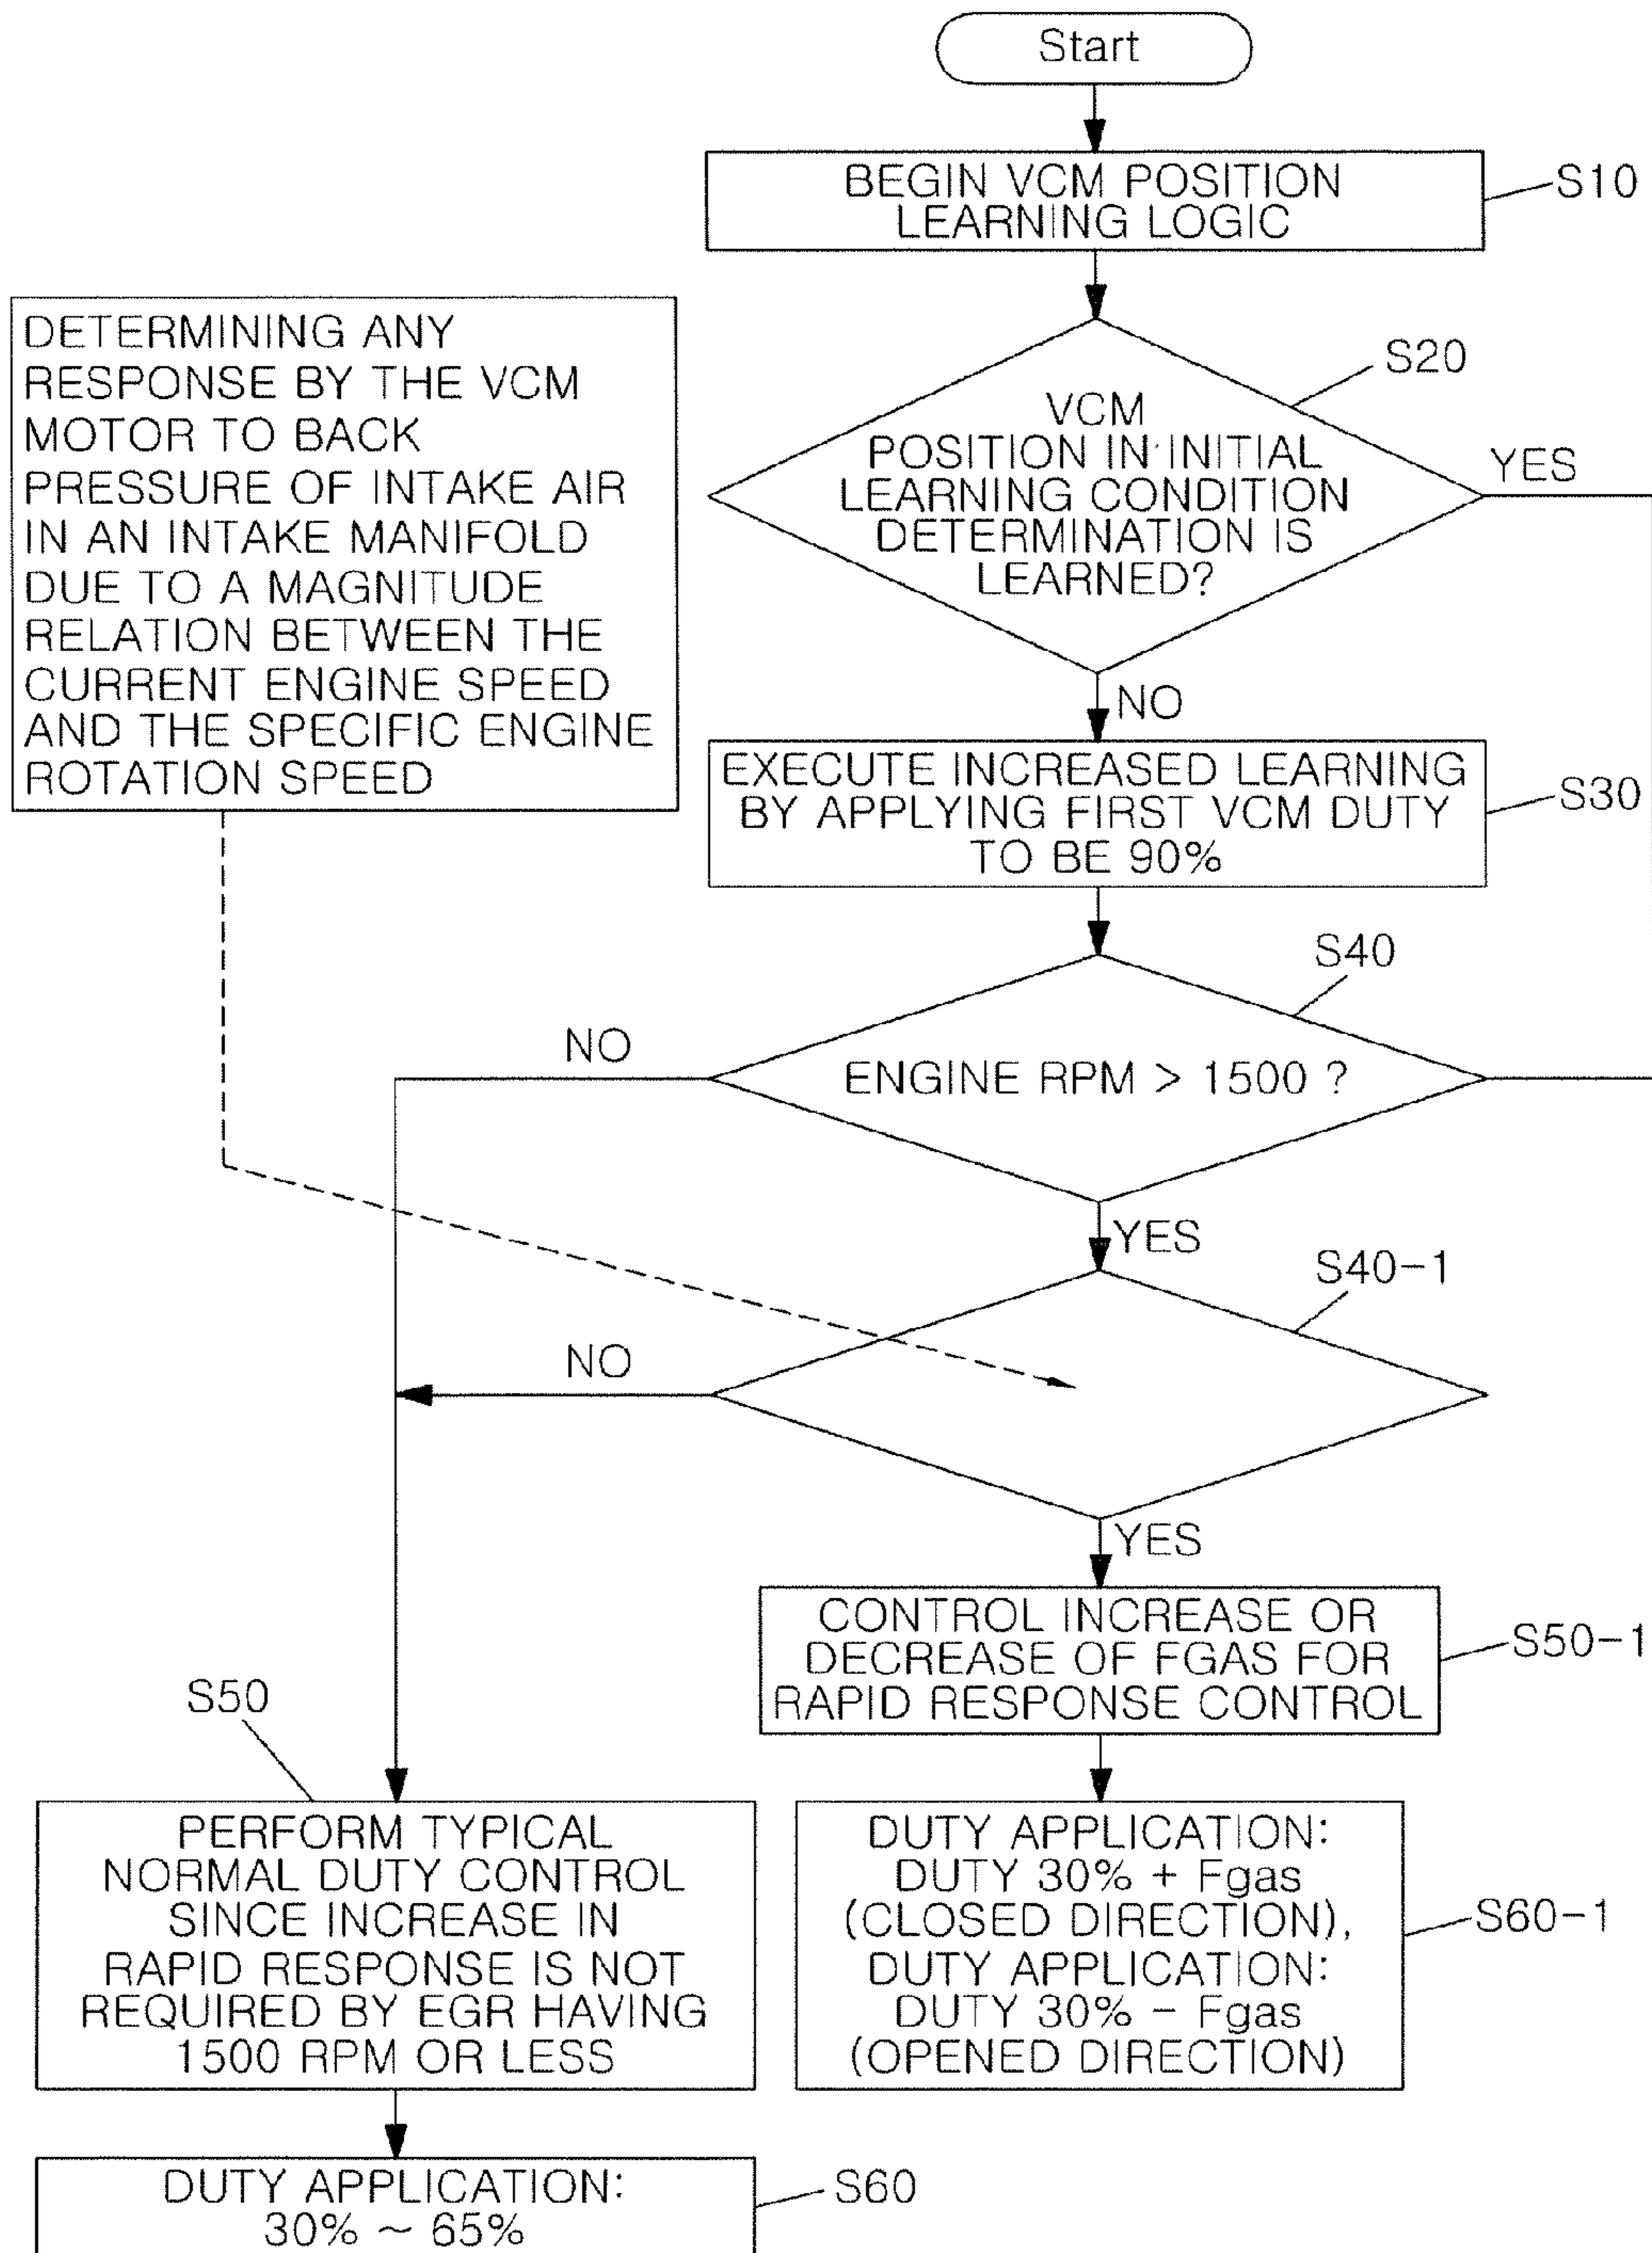 Start
BEGIN VCM POSITION
LEARNING LOGIC
S10
DETERMINING ANY
RESPONSE BY THE VCM
MOTOR TO BACK
PRESSURE OF INTAKE AIR
IN AN INTAKE MANIFOLD
DUE TO A MAGNITUDE
RELATION BETWEEN THE
CURRENT ENGINE SPEED
AND THE SPECIFIC ENGINE
ROTATION SPEED
S20
VCM
POSITION IN INITIAL
LEARNING CONDITION
DETERMINATION IS
LEARNED?
YES
NO
EXECUTE INCREASED LEARNING
BY APPLYING FIRST VCM DUTY
TO BE 90%
S30
S40
NO
ENGINE RPM > 1500 ?
YES
S40-1
NO
YES
CONTROL INCREASE OR
DECREASE OF FGAS FOR
RAPID RESPONSE CONTROL
S50-1
S50
PERFORM TYPICAL
NORMAL DUTY CONTROL
SINCE INCREASE IN
RAPID RESPONSE IS NOT
REQUIRED BY EGR HAVING
1500 RPM OR LESS
DUTY APPLICATION:
DUTY 30% + Fgas
(CLOSED DIRECTION),
DUTY APPLICATION:
DUTY 30% - Fgas
(OPENED DIRECTION)
S60-1
DUTY APPLICATION:
30% ~ 65%
S60